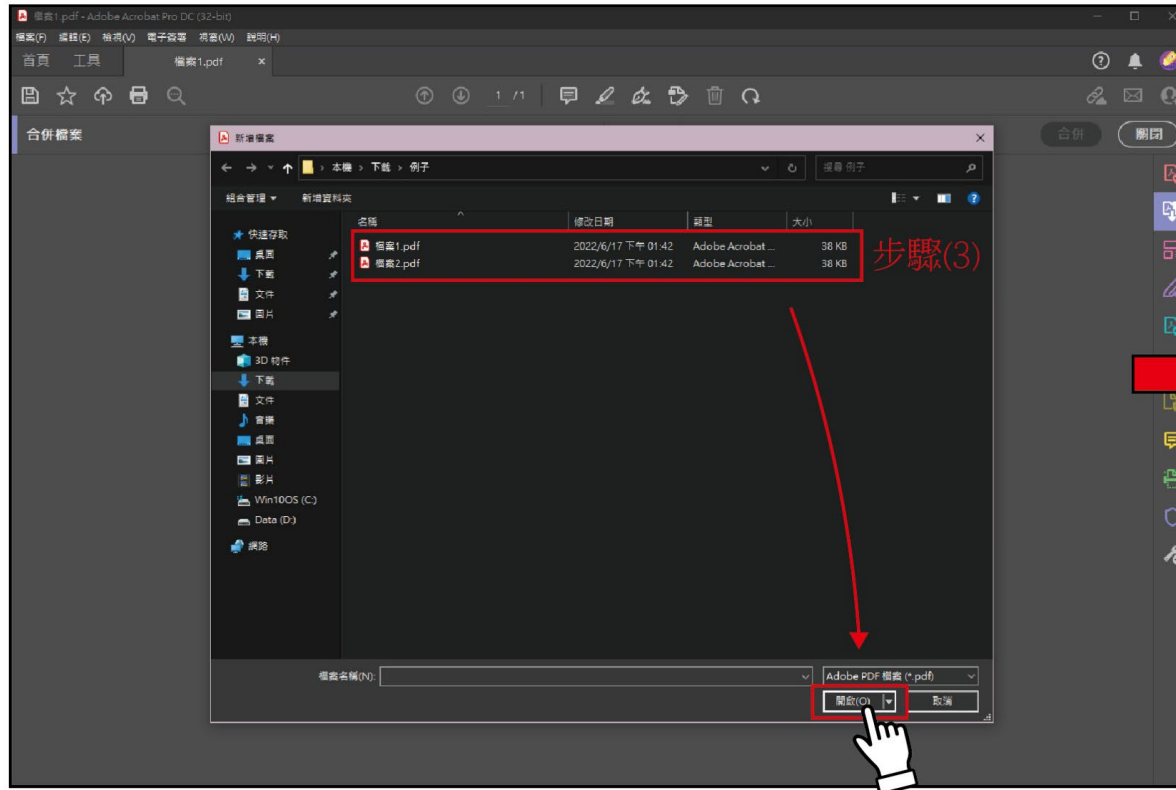 檔案1.pdf - Adobe Acrobat Pro DC (32-bit)
檔案(F) 編輯(E) 檢視(V) 電子簽署 視窗(W) 說明(H)
首頁 工具 檔案1.pdf ×
1 /1
合併檔案 合併 關閉
新增檔案
本機 › 下載 › 例子 搜尋 例子
組合管理 新增資料夾
名稱 修改日期 類型 大小
檔案1.pdf 2022/6/17 下午 01:42 Adobe Acrobat ... 38 KB
檔案2.pdf 2022/6/17 下午 01:42 Adobe Acrobat ... 38 KB
步驟(3)
快速存取
桌面
下載
文件
圖片
本機
3D 物件
下載
文件
音樂
桌面
圖片
影片
Win10OS (C:)
Data (D:)
網路
檔案名稱(N): Adobe PDF 檔案 (*.pdf)
開啟(O) 取消